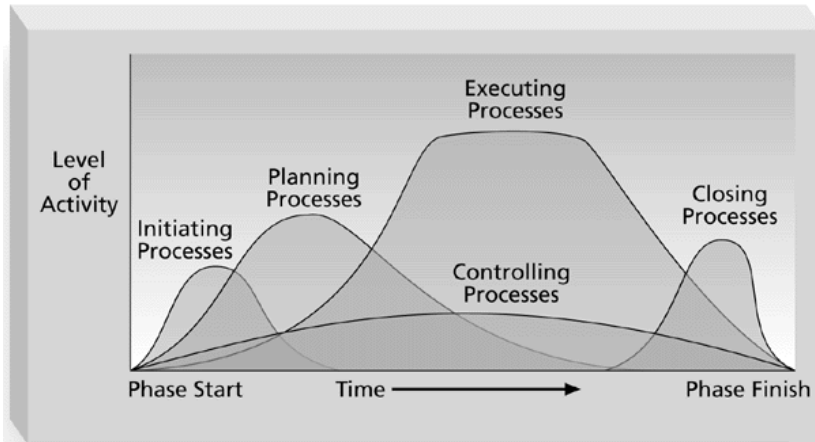 Executing
Processes
Level
of
Activity
Planning
Processes
Closing
Processes
Initiating
Processes
Controlling
Processes
Phase Start
Time
Phase Finish